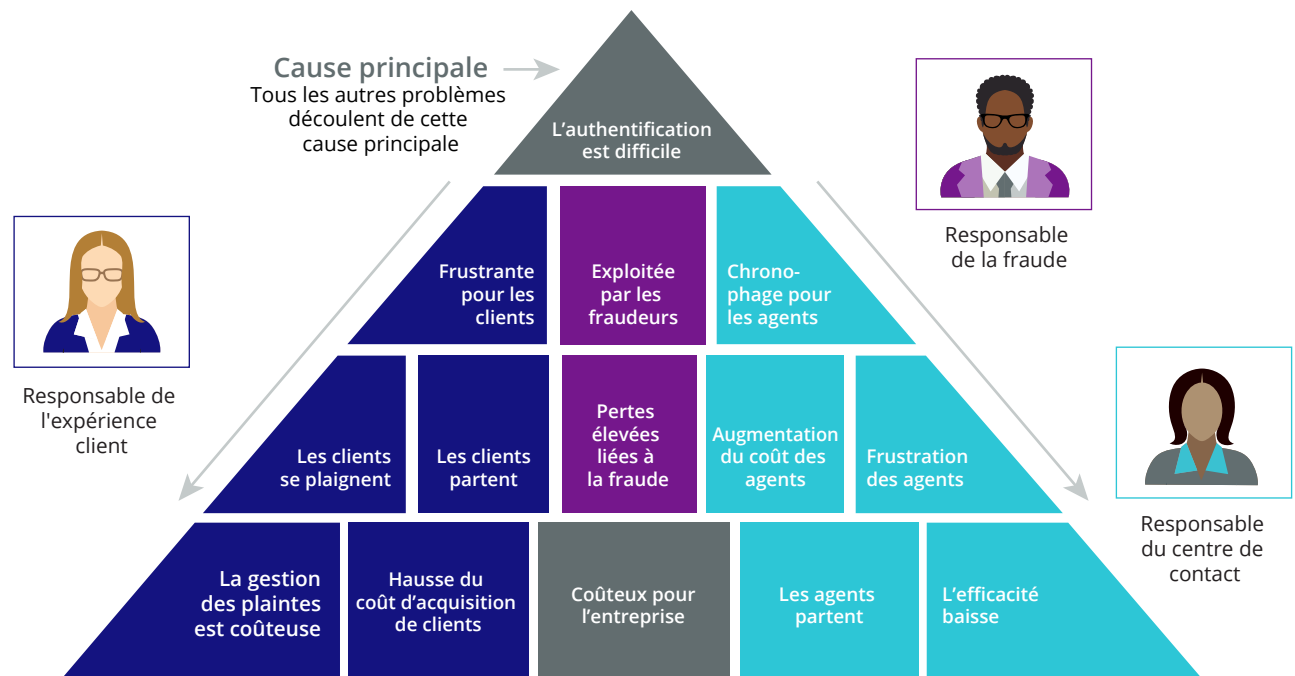 Cause principale
Tous les autres problèmes
découlent de cette
cause principale
L’authentification
est difficile
Responsable
de la fraude
Frustrante
pour les
clients
Exploitée
par les
fraudeurs
Chrono-
phage pour
les agents
Responsable de
l'expérience
client
Les clients
se plaignent
Les clients
partent
Pertes
élevées
liées à
la fraude
Augmentation
du coût des
agents
Frustration
des agents
Responsable
du centre de
contact
La gestion
des plaintes
est coûteuse
Hausse du
coût d’acquisition
de clients
Coûteux pour
l’entreprise
Les agents
partent
L’efficacité
baisse